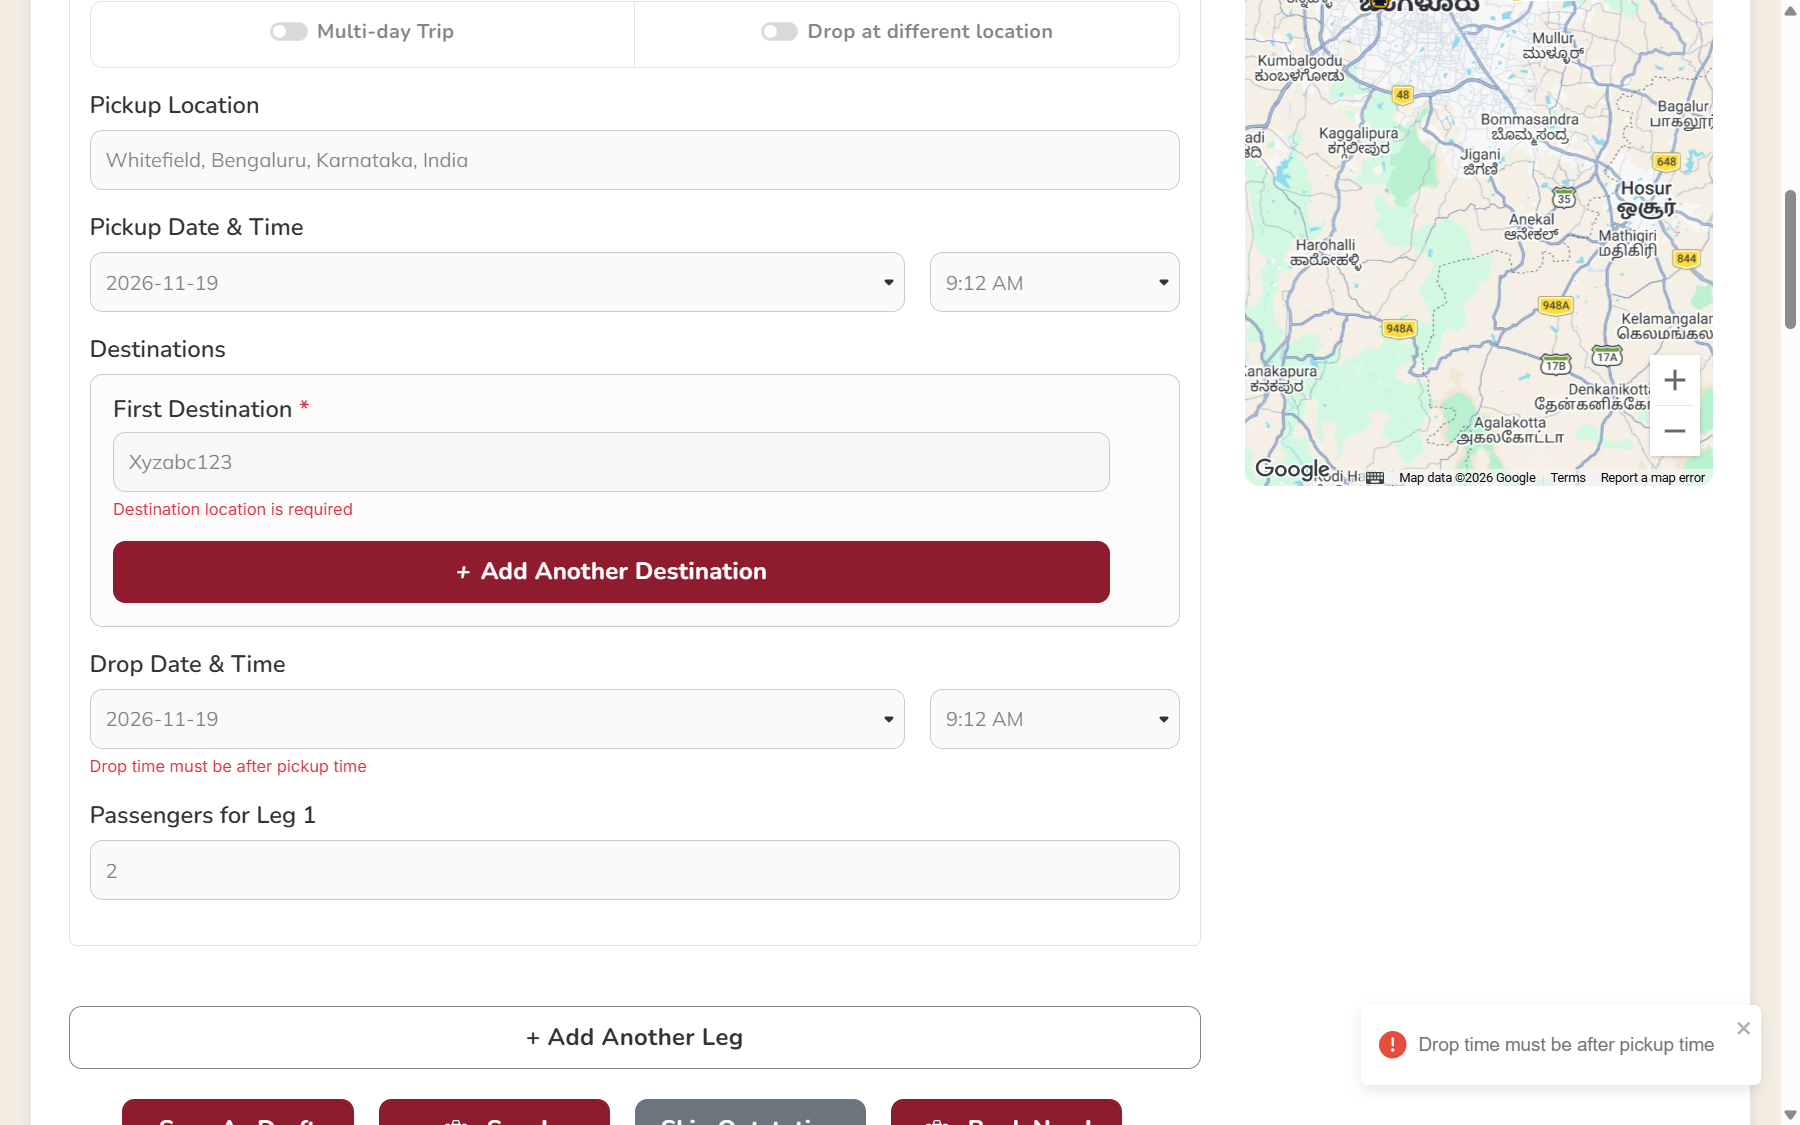 Multi-day Trip
Drop at different location
Pickup Location
Whitefield, Bengaluru, Karnataka, India
Pickup Date & Time
2026-11-19
9:12 AM
Destinations
First Destination *
Xyzabc123
Destination location is required
+ Add Another Destination
Drop Date & Time
2026-11-19
9:12 AM
Drop time must be after pickup time
Passengers for Leg 1
2
+ Add Another Leg
Mullur
ಮುಳ್ಳೂರ್
Kumbalgodu
ಕುಂಬಳಗೋಡು
48
Bagalur
Bommasandra
ಬೊಮ್ಮಸಂದ್ರ
Kaggalipura
ಕಗ್ಗಲೀಪುರ
Jigani
ಜಿಗಣಿ
648
Hosur
ஒசூர்
35
Anekal
ಆನೇಕಲ್
Mathigiri
மதிகிரி
Harohalli
ಹಾರೋಹಳ್ಳಿ
844
948A
Kelamangalam
948A
17A
17B
ಕನಕಪುರ
Agalakotta
அகலகோட்டா
Google
Map data ©2026 Google
Terms
Report a map error
Drop time must be after pickup time